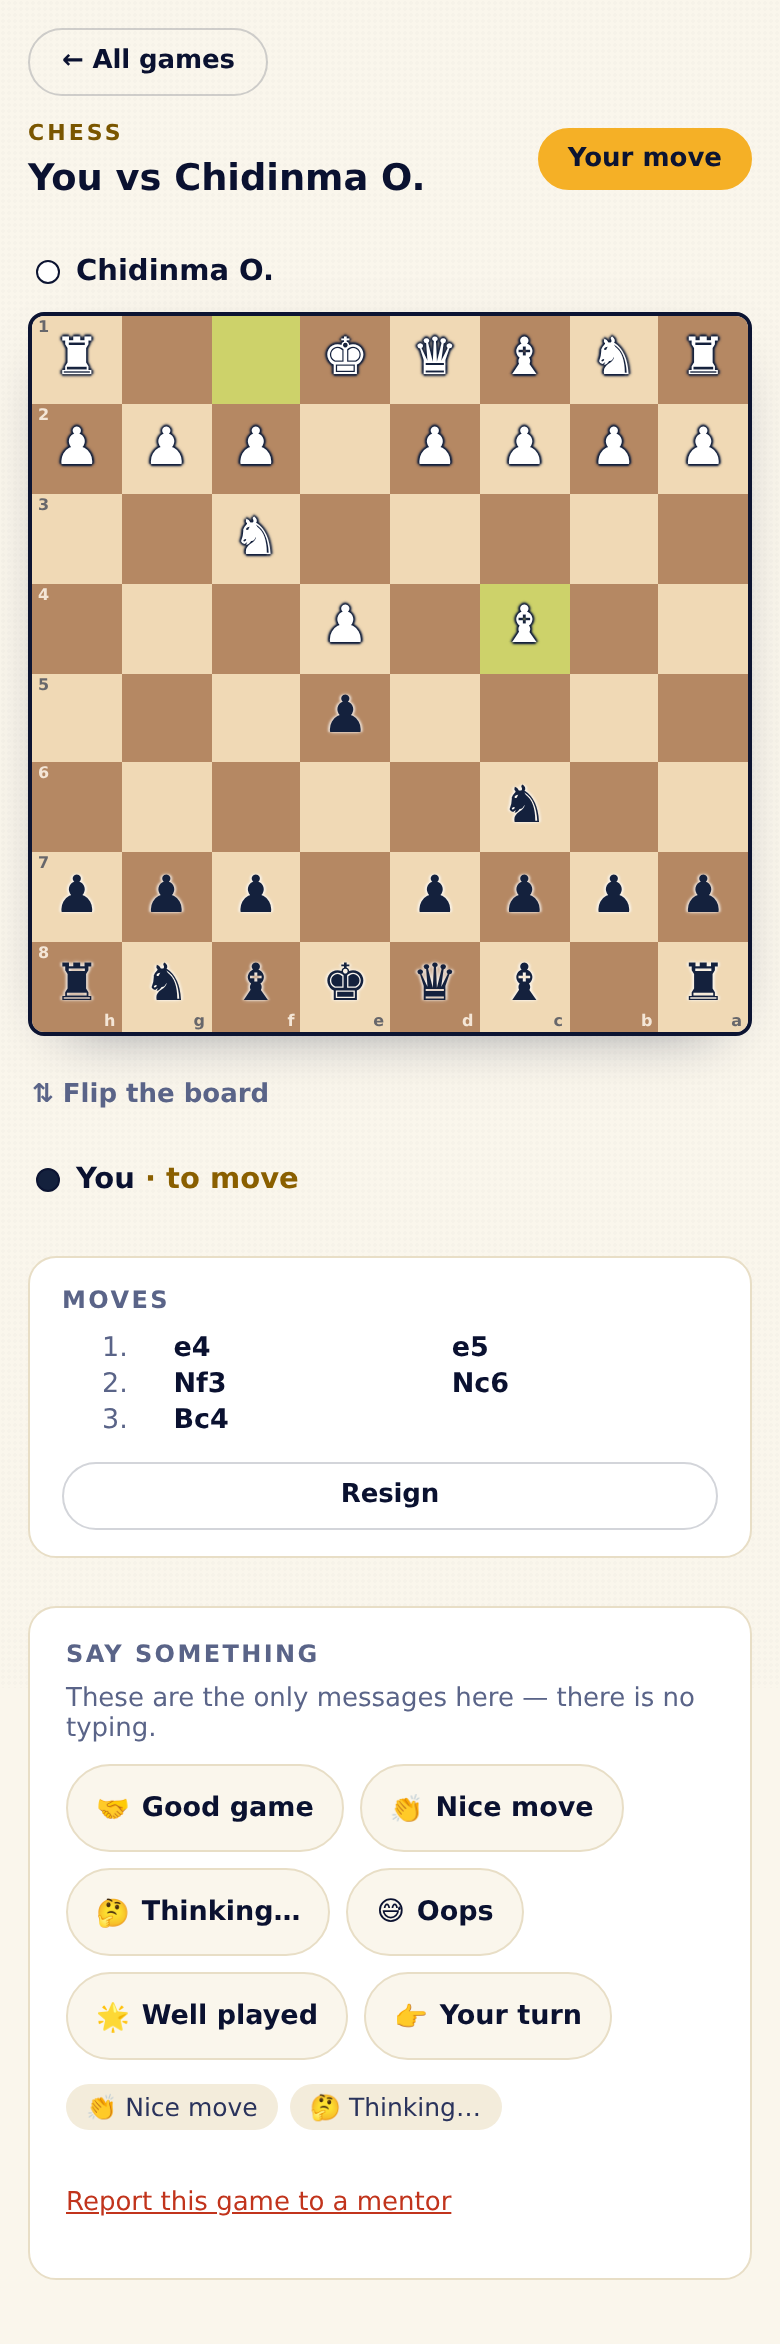 ← All games
CHESS
You vs Chidinma O.
Your move
Chidinma O.
1
2
3
4
5
6
7
8
h g f e d c b a
⇅ Flip the board
You · to move
MOVES
1. e4 e5
2. Nf3 Nc6
3. Bc4
Resign
SAY SOMETHING
These are the only messages here — there is no
typing.
🤝 Good game
👏 Nice move
🤔 Thinking…
😅 Oops
🌟 Well played
👉 Your turn
👏 Nice move
🤔 Thinking…
Report this game to a mentor